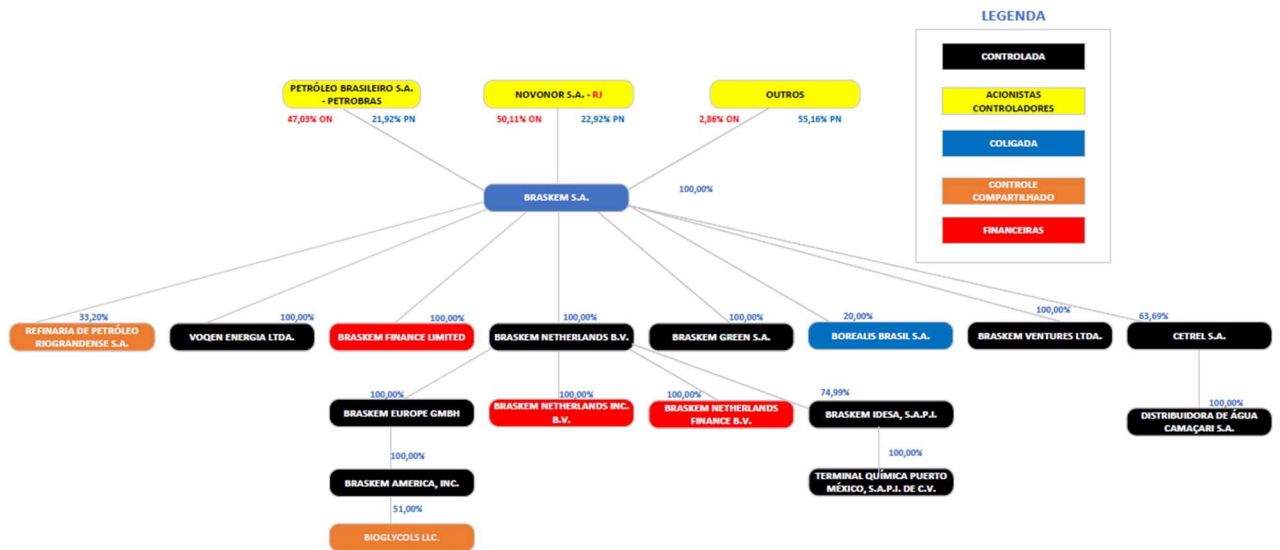 LEGENDA
CONTROLADA
ACIONISTAS
CONTROLADORES
COLIGADA
CONTROLE
COMPARTILHADO
FINANCEIRAS
PETRÓLEO BRASILEIRO S.A.
- PETROBRAS
NOVONOR S.A. - RJ
OUTROS
47,03% ON
21,92% PN
50,11% ON
22,92% PN
2,86% ON
55,16% PN
BRASKEM S.A.
100,00%
33,20%
REFINARIA DE PETRÓLEO
RIOGRANDENSE S.A.
100,00%
VOQEN ENERGIA LTDA.
100,00%
BRASKEM FINANCE LIMITED
100,00%
BRASKEM NETHERLANDS B.V.
100,00%
BRASKEM GREEN S.A.
20,00%
BOREALIS BRASIL S.A.
100,00%
BRASKEM VENTURES LTDA.
63,69%
CETREL S.A.
100,00%
BRASKEM EUROPE GMBH
100,00%
BRASKEM NETHERLANDS INC.
B.V.
100,00%
BRASKEM NETHERLANDS
FINANCE B.V.
74,99%
BRASKEM IDESA, S.A.P.I.
100,00%
DISTRIBUIDORA DE ÁGUA
CAMAÇARI S.A.
100,00%
BRASKEM AMERICA, INC.
100,00%
TERMINAL QUÍMICA PUERTO
MÉXICO, S.A.P.I. DE C.V.
51,00%
BIOGLYCOLS LLC.